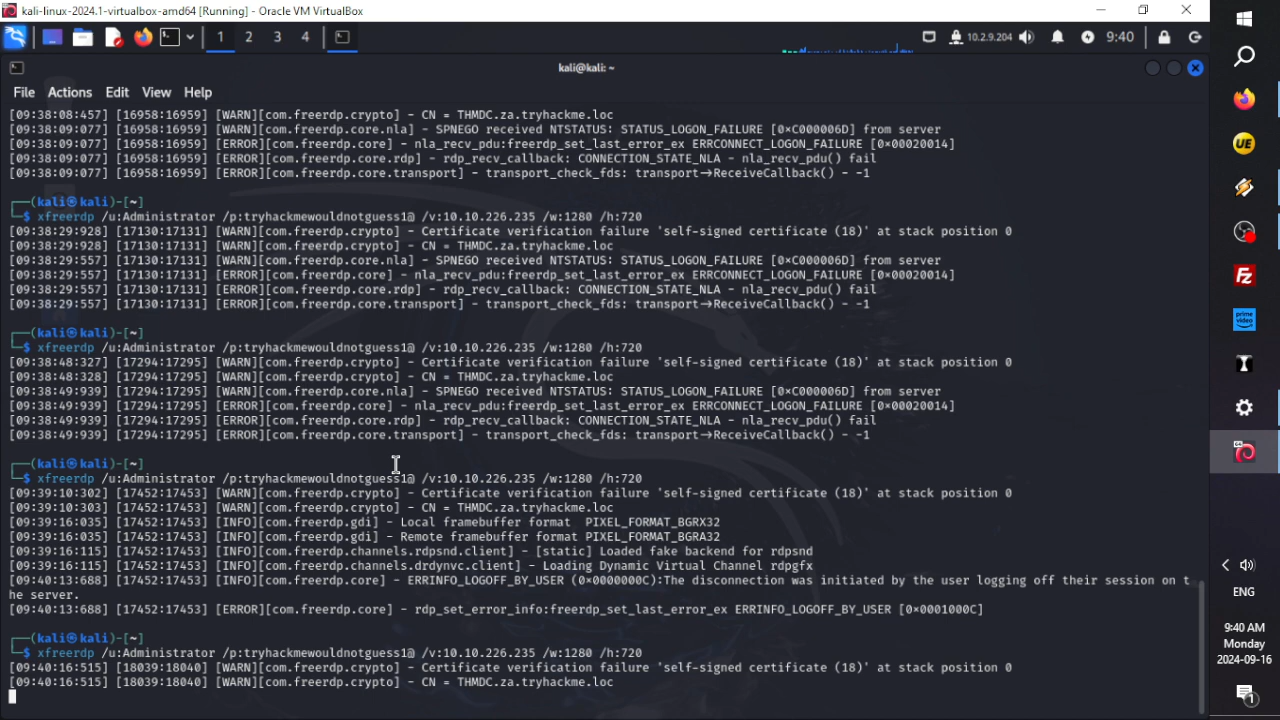 kali-linux-2024.1-virtualbox-amd64 [Running] - Oracle VM VirtualBox
1 2 3 4 10.2.9.204 9:40
kali@kali: ~
File Actions Edit View Help
[09:38:08:457] [16958:16959] [WARN][com.freerdp.crypto] - CN = THMDC.za.tryhackme.loc
[09:38:09:077] [16958:16959] [WARN][com.freerdp.core.nla] - SPNEGO received NTSTATUS: STATUS_LOGON_FAILURE [0×C000006D] from server
[09:38:09:077] [16958:16959] [ERROR][com.freerdp.core] - nla_recv_pdu:freerdp_set_last_error_ex ERRCONNECT_LOGON_FAILURE [0×00020014]
[09:38:09:077] [16958:16959] [ERROR][com.freerdp.core.rdp] - rdp_recv_callback: CONNECTION_STATE_NLA - nla_recv_pdu() fail
[09:38:09:077] [16958:16959] [ERROR][com.freerdp.core.transport] - transport_check_fds: transport→ReceiveCallback() - -1
┌──(kali㉿kali)-[~]
└─$ xfreerdp /u:Administrator /p:tryhackmewouldnotguess1@ /v:10.10.226.235 /w:1280 /h:720
[09:38:29:928] [17130:17131] [WARN][com.freerdp.crypto] - Certificate verification failure 'self-signed certificate (18)' at stack position 0
[09:38:29:928] [17130:17131] [WARN][com.freerdp.crypto] - CN = THMDC.za.tryhackme.loc
[09:38:29:557] [17130:17131] [WARN][com.freerdp.core.nla] - SPNEGO received NTSTATUS: STATUS_LOGON_FAILURE [0×C000006D] from server
[09:38:29:557] [17130:17131] [ERROR][com.freerdp.core] - nla_recv_pdu:freerdp_set_last_error_ex ERRCONNECT_LOGON_FAILURE [0×00020014]
[09:38:29:557] [17130:17131] [ERROR][com.freerdp.core.rdp] - rdp_recv_callback: CONNECTION_STATE_NLA - nla_recv_pdu() fail
[09:38:29:557] [17130:17131] [ERROR][com.freerdp.core.transport] - transport_check_fds: transport→ReceiveCallback() - -1
┌──(kali㉿kali)-[~]
└─$ xfreerdp /u:Administrator /p:tryhackmewouldnotguess1@ /v:10.10.226.235 /w:1280 /h:720
[09:38:48:327] [17294:17295] [WARN][com.freerdp.crypto] - Certificate verification failure 'self-signed certificate (18)' at stack position 0
[09:38:48:328] [17294:17295] [WARN][com.freerdp.crypto] - CN = THMDC.za.tryhackme.loc
[09:38:49:939] [17294:17295] [WARN][com.freerdp.core.nla] - SPNEGO received NTSTATUS: STATUS_LOGON_FAILURE [0×C000006D] from server
[09:38:49:939] [17294:17295] [ERROR][com.freerdp.core] - nla_recv_pdu:freerdp_set_last_error_ex ERRCONNECT_LOGON_FAILURE [0×00020014]
[09:38:49:939] [17294:17295] [ERROR][com.freerdp.core.rdp] - rdp_recv_callback: CONNECTION_STATE_NLA - nla_recv_pdu() fail
[09:38:49:939] [17294:17295] [ERROR][com.freerdp.core.transport] - transport_check_fds: transport→ReceiveCallback() - -1
┌──(kali㉿kali)-[~]
└─$ xfreerdp /u:Administrator /p:tryhackmewouldnotguess1@ /v:10.10.226.235 /w:1280 /h:720
[09:39:10:302] [17452:17453] [WARN][com.freerdp.crypto] - Certificate verification failure 'self-signed certificate (18)' at stack position 0
[09:39:10:303] [17452:17453] [WARN][com.freerdp.crypto] - CN = THMDC.za.tryhackme.loc
[09:39:16:035] [17452:17453] [INFO][com.freerdp.gdi] - Local framebuffer format  PIXEL_FORMAT_BGRX32
[09:39:16:035] [17452:17453] [INFO][com.freerdp.gdi] - Remote framebuffer format PIXEL_FORMAT_BGRA32
[09:39:16:115] [17452:17453] [INFO][com.freerdp.channels.rdpsnd.client] - [static] Loaded fake backend for rdpsnd
[09:39:16:115] [17452:17453] [INFO][com.freerdp.channels.drdynvc.client] - Loading Dynamic Virtual Channel rdpgfx
[09:40:13:688] [17452:17453] [INFO][com.freerdp.core] - ERRINFO_LOGOFF_BY_USER (0×0000000C):The disconnection was initiated by the user logging off their session on t
he server.
[09:40:13:688] [17452:17453] [ERROR][com.freerdp.core] - rdp_set_error_info:freerdp_set_last_error_ex ERRINFO_LOGOFF_BY_USER [0×0001000C]
┌──(kali㉿kali)-[~]
└─$ xfreerdp /u:Administrator /p:tryhackmewouldnotguess1@ /v:10.10.226.235 /w:1280 /h:720
[09:40:16:515] [18039:18040] [WARN][com.freerdp.crypto] - Certificate verification failure 'self-signed certificate (18)' at stack position 0
[09:40:16:515] [18039:18040] [WARN][com.freerdp.crypto] - CN = THMDC.za.tryhackme.loc
UE
Fz
prime
video
64
ENG
9:40 AM
Monday
2024-09-16
1